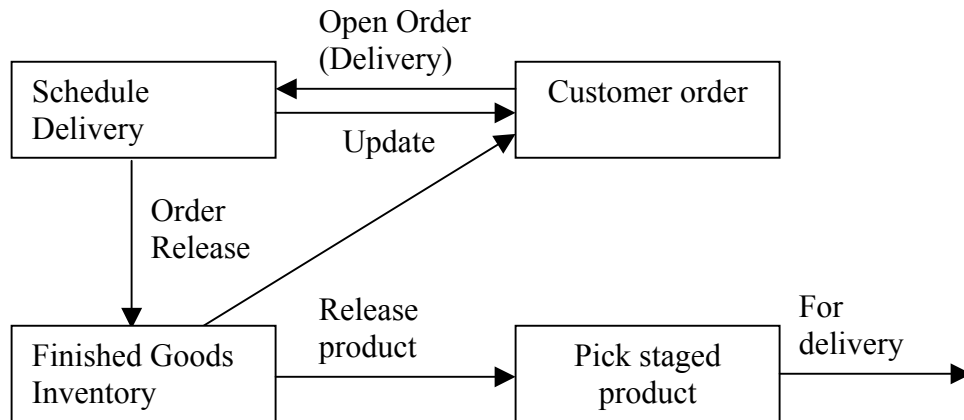 Open Order
(Delivery)
Schedule
Delivery
Customer order
Update
Order
Release
Release
product
For
delivery
Finished Goods
Inventory
Pick staged
product